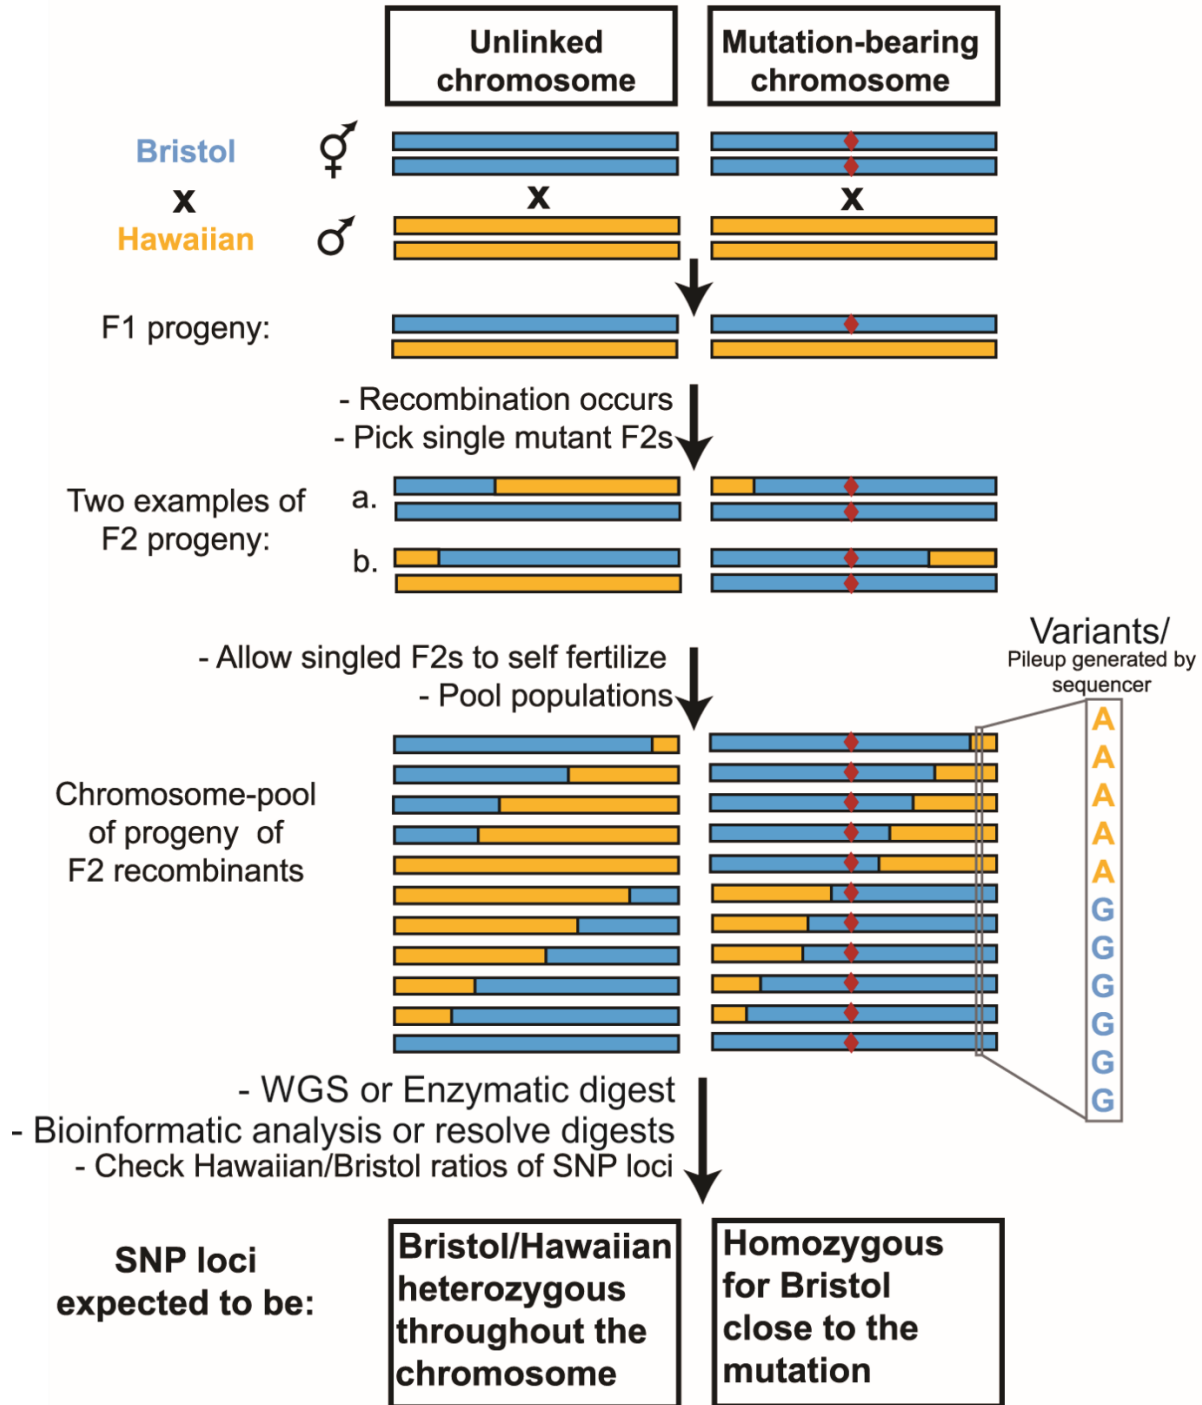 Unlinked
chromosome
Mutation-bearing
chromosome
Bristol
x
Hawaiian
x
x
F1 progeny:
- Recombination occurs
- Pick single mutant F2s
Two examples of
F2 progeny:
a.
b.
- Allow singled F2s to self fertilize
- Pool populations
Variants/
Pileup generated by
sequencer
A
A
A
A
A
G
G
G
G
G
G
Chromosome-pool
of progeny of
F2 recombinants
- WGS or Enzymatic digest
- Bioinformatic analysis or resolve digests
- Check Hawaiian/Bristol ratios of SNP loci
SNP loci
expected to be:
Bristol/Hawaiian
heterozygous
throughout the
chromosome
Homozygous
for Bristol
close to the
mutation